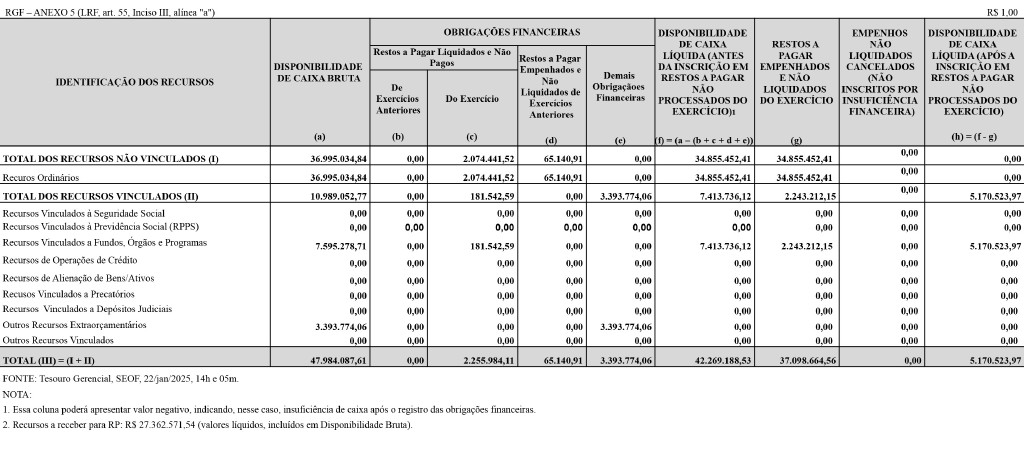 RGF – ANEXO 5 (LRF, art. 55, Inciso III, alínea "a") R$ 1,00
IDENTIFICAÇÃO DOS RECURSOS
DISPONIBILIDADE DE CAIXA BRUTA
(a)
OBRIGAÇÕES FINANCEIRAS
Restos a Pagar Liquidados e Não Pagos
De Exercícios Anteriores
(b)
Do Exercício
(c)
Restos a Pagar Empenhados e Não Liquidados de Exercícios Anteriores
(d)
Demais Obrigaçãoes Financeiras
(e)
DISPONIBILIDADE DE CAIXA LÍQUIDA (ANTES DA INSCRIÇÃO EM RESTOS A PAGAR NÃO PROCESSADOS DO EXERCÍCIO)1
(f) = (a – (b + c + d + e))
RESTOS A PAGAR EMPENHADOS E NÃO LIQUIDADOS DO EXERCÍCIO
(g)
EMPENHOS NÃO LIQUIDADOS CANCELADOS (NÃO INSCRITOS POR INSUFICIÊNCIA FINANCEIRA)
DISPONIBILIDADE DE CAIXA LÍQUIDA (APÓS A INSCRIÇÃO EM RESTOS A PAGAR NÃO PROCESSADOS DO EXERCÍCIO)
(h) = (f - g)
TOTAL DOS RECURSOS NÃO VINCULADOS (I) 36.995.034,84 0,00 2.074.441,52 65.140,91 0,00 34.855.452,41 34.855.452,41 0,00 0,00
Recuros Ordinários 36.995.034,84 0,00 2.074.441,52 65.140,91 0,00 34.855.452,41 34.855.452,41 0,00
TOTAL DOS RECURSOS VINCULADOS (II) 10.989.052,77 0,00 181.542,59 0,00 3.393.774,06 7.413.736,12 2.243.212,15 0,00 5.170.523,97
Recursos Vinculados à Seguridade Social 0,00 0,00 0,00 0,00 0,00 0,00 0,00 0,00 0,00
Recursos Vinculados à Previdência Social (RPPS) 0,00 0,00 0,00 0,00 0,00 0,00 0,00 0,00 0,00
Recursos Vinculados a Fundos, Órgãos e Programas 7.595.278,71 0,00 181.542,59 0,00 0,00 7.413.736,12 2.243.212,15 0,00 5.170.523,97
Recursos de Operações de Crédito 0,00 0,00 0,00 0,00 0,00 0,00 0,00 0,00 0,00
Recursos de Alienação de Bens/Ativos 0,00 0,00 0,00 0,00 0,00 0,00 0,00 0,00 0,00
Recusos Vinculados a Precatórios 0,00 0,00 0,00 0,00 0,00 0,00 0,00 0,00 0,00
Recursos Vinculados a Depósitos Judiciais 0,00 0,00 0,00 0,00 0,00 0,00 0,00 0,00 0,00
Outros Recursos Extraorçamentários 3.393.774,06 0,00 0,00 0,00 3.393.774,06 0,00 0,00 0,00 0,00
Outros Recursos Vinculados 0,00 0,00 0,00 0,00 0,00 0,00 0,00 0,00 0,00
TOTAL (III) = (I + II) 47.984.087,61 0,00 2.255.984,11 65.140,91 3.393.774,06 42.269.188,53 37.098.664,56 0,00 5.170.523,97
FONTE: Tesouro Gerencial, SEOF, 22/jan/2025, 14h e 05m.
NOTA:
1. Essa coluna poderá apresentar valor negativo, indicando, nesse caso, insuficiência de caixa após o registro das obrigações financeiras.
2. Recursos a receber para RP: R$ 27.362.571,54 (valores líquidos, incluídos em Disponibilidade Bruta).